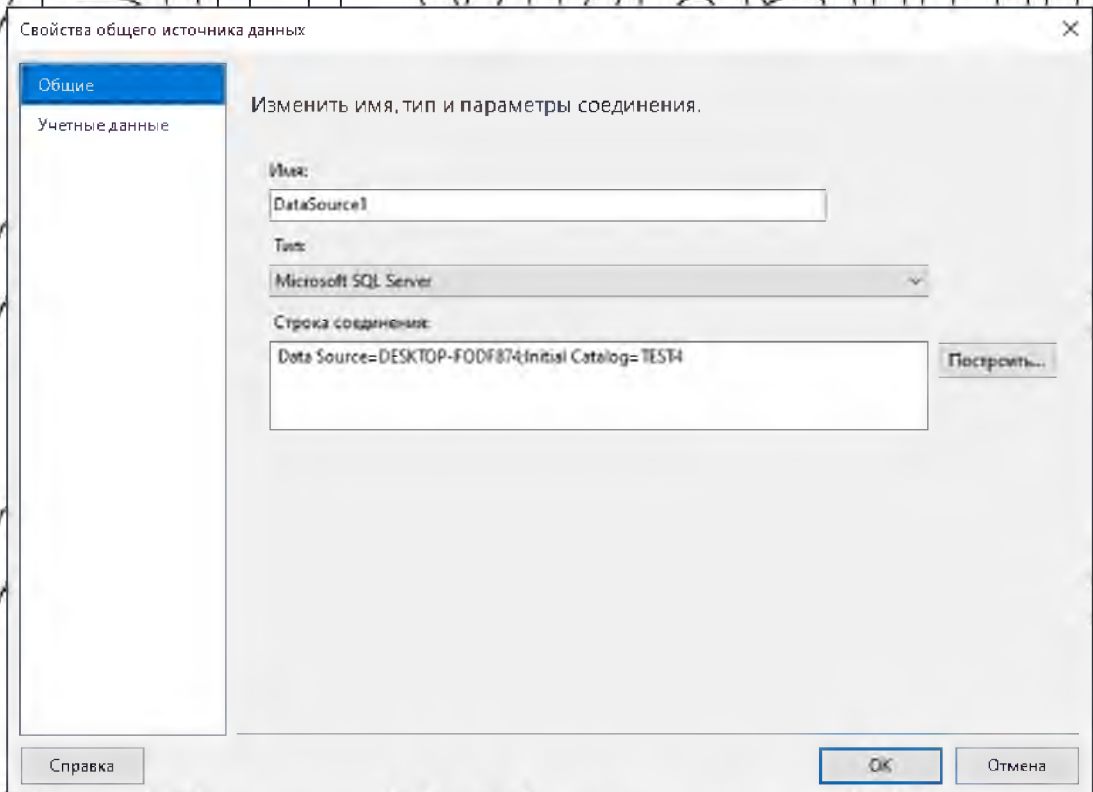 Свойства общего источника данных
Общие
Учетные данные
Изменить имя, тип и параметры соединения.
Имя:
DataSource1
Тип:
Microsoft SQL Server
Строка соединения:
Data Source=DESKTOP-FODF874;Initial Catalog=TEST4
Построить...
Справка
OK
Отмена